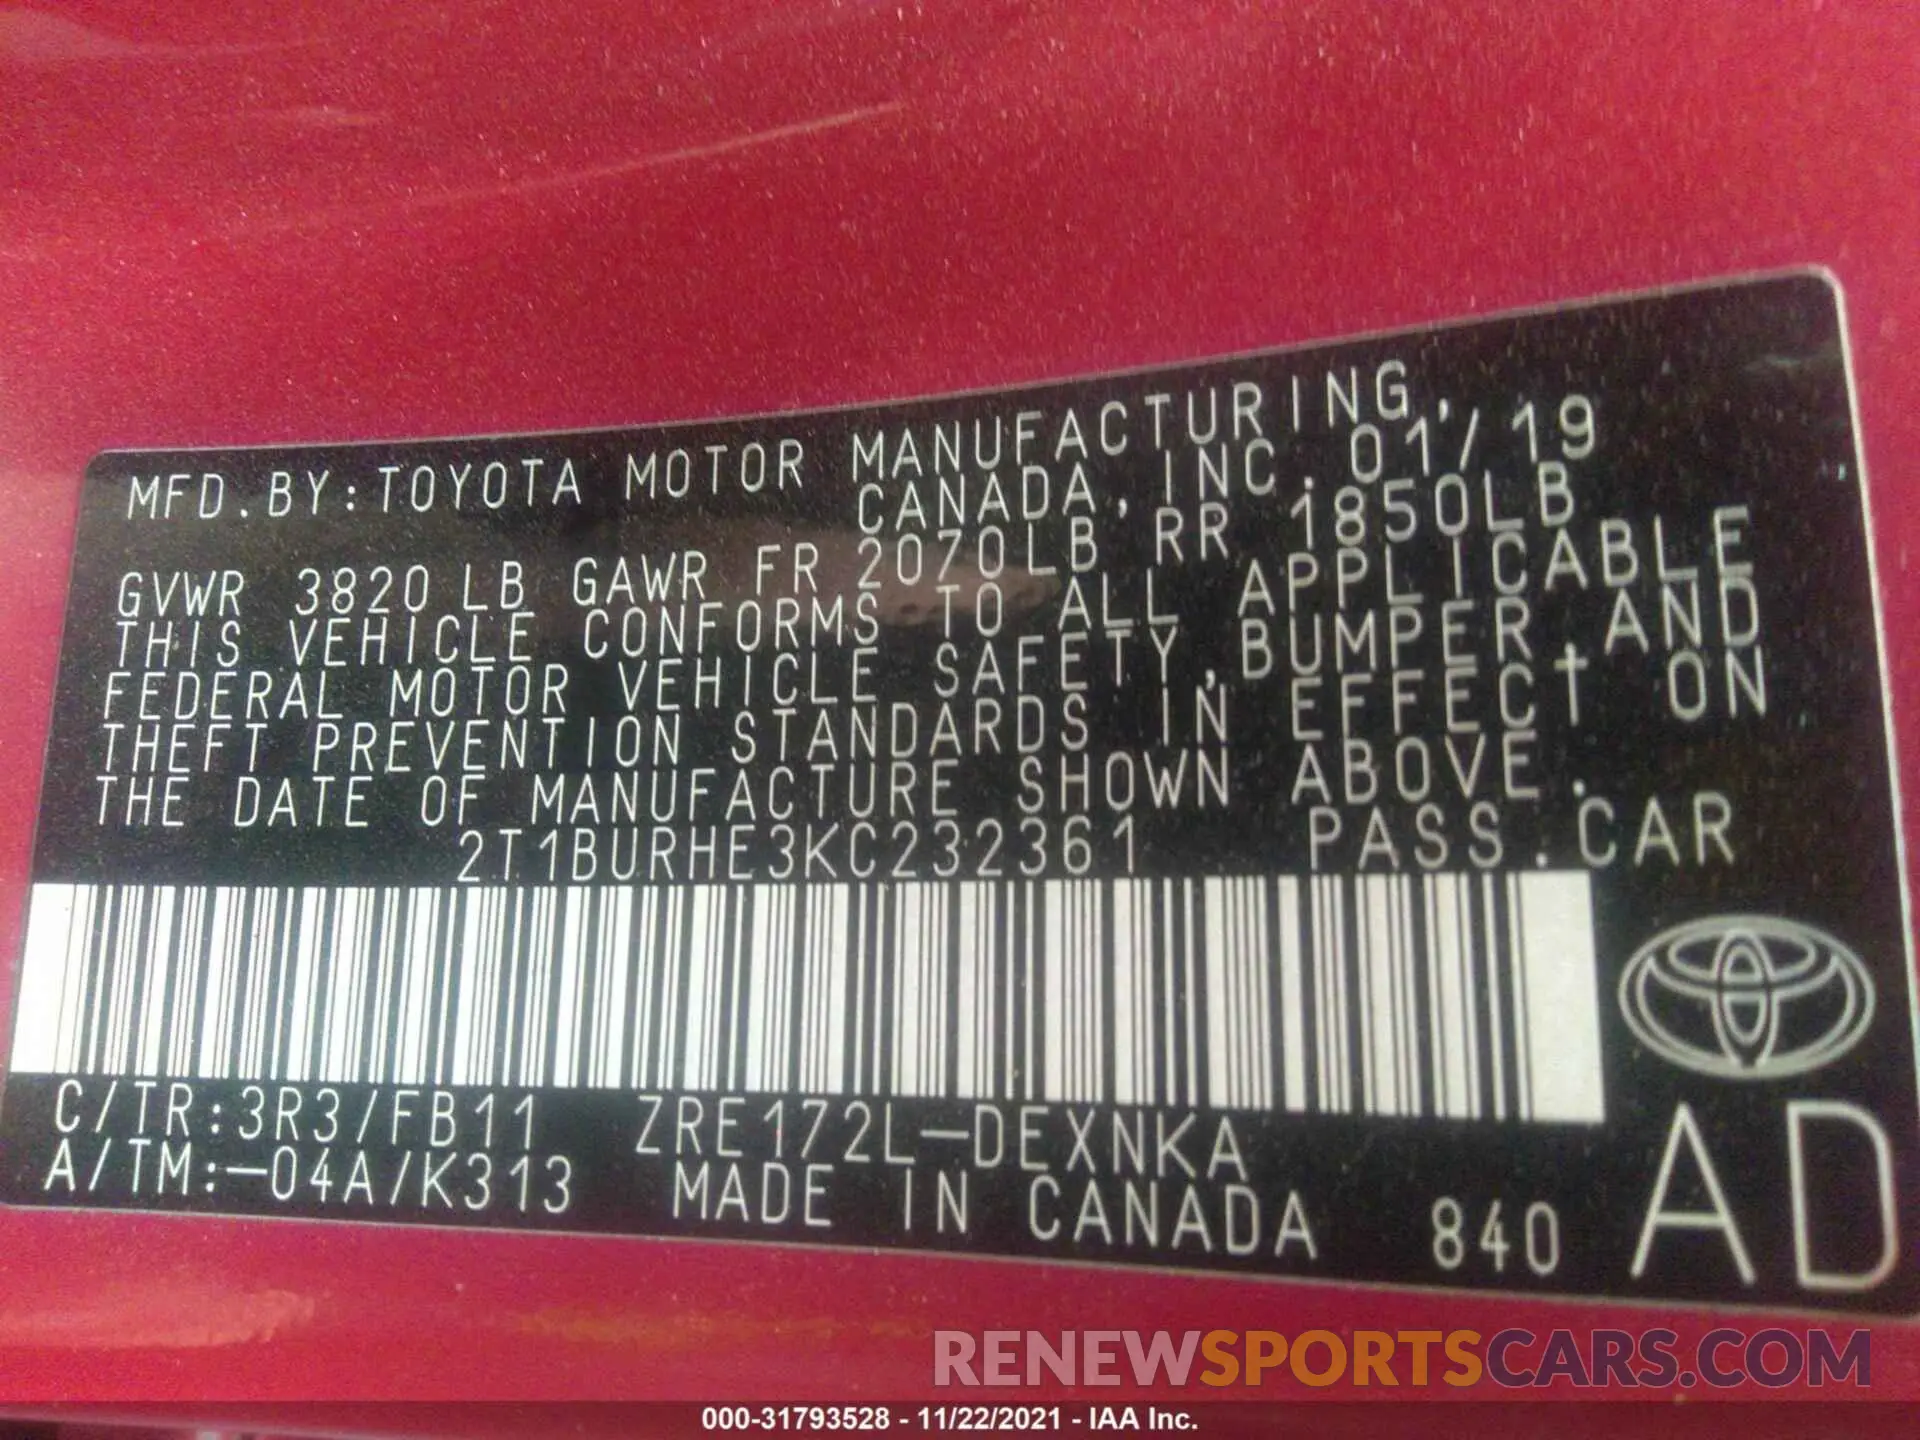 MFD.BY:TOYOTA MOTOR MANUFACTURING,
CANADA,INC.01/19
GVWR 3820LB GAWR FR 2070LB RR 1850LB
THIS VEHICLE CONFORMS TO ALL APPLICABLE
FEDERAL MOTOR VEHICLE SAFETY,BUMPER,AND
THEFT PREVENTION STANDARDS IN EFFECT ON
THE DATE OF MANUFACTURE SHOWN ABOVE.
2T1BURHE3KC232361 PASS.CAR
C/TR:3R3/FB11 ZRE172L-DEXNKA
A/TM:-04A/K313 MADE IN CANADA 840
AD
RENEWSPORTSCARS.COM
000-31793528 - 11/22/2021 - IAA Inc.